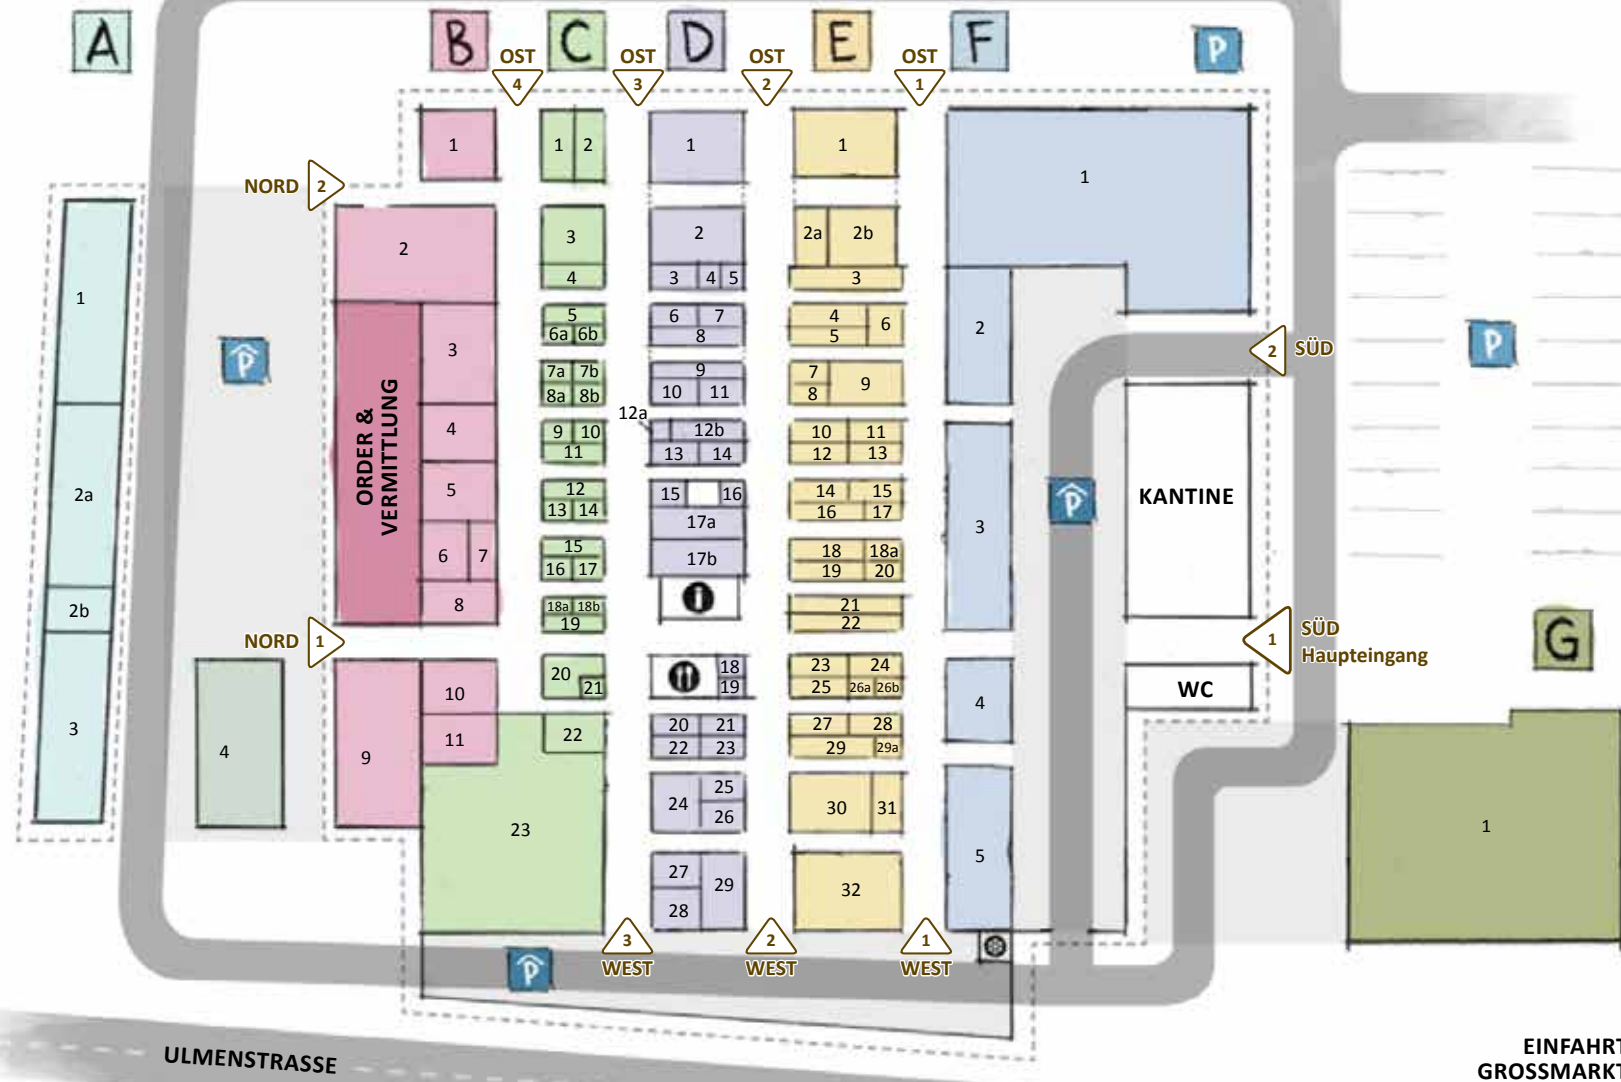 A
B
C
D
E
F
P
OST
4
OST
3
OST
2
OST
1
1
1 2
1
1
1
NORD 2
2
3
4
2
3 4 5
2a 2b
3
1
P
ORDER &
VERMITTLUNG
3
4
5
6 7
8
5
6a 6b
7a 7b
8a 8b
9 10
11
12
13 14
15
16 17
18a 18b
19
6 7
8
9
10 11
12a
12b
13 14
15 16
17a
17b
4
5
6
7
8
9
10 11
12 13
14 15
16 17
18 18a
19 20
21
22
2
3
P
KANTINE
2 SÜD
P
1
2a
2b
3
NORD 1
4
9
10
11
20
21
22
23
18
19
20 21
22 23
24
25
26
27
28
29
23 24
25 26a 26b
27 28
29 29a
30 31
32
4
5
WC
1 SÜD
Haupteingang
G
1
P
3
WEST
2
WEST
1
WEST
ULMENSTRASSE
EINFAHRT
GROSSMARKT